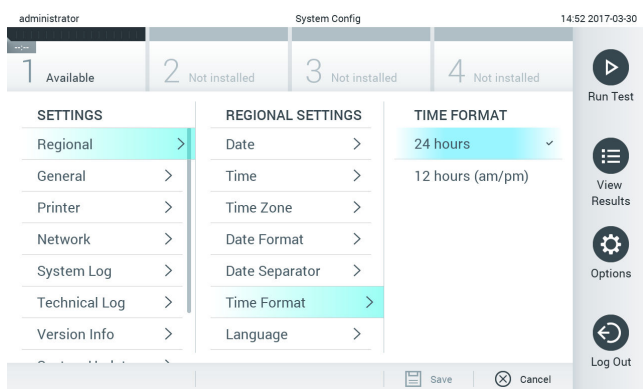 administrator System Config 14:52 2017-03-30
--:--
1 Available 2 Not installed 3 Not installed 4 Not installed
Run Test
SETTINGS REGIONAL SETTINGS TIME FORMAT
Regional Date 24 hours
General Time 12 hours (am/pm)
View
Results
Printer Time Zone
Network Date Format
System Log Date Separator
Options
Technical Log Time Format
Version Info Language
Log Out
Save Cancel